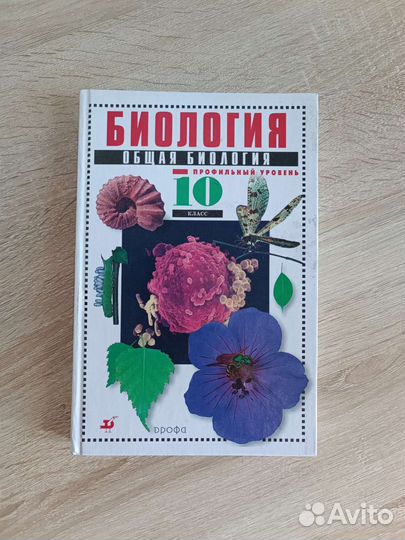 БИОЛОГИЯ
ОБЩАЯ БИОЛОГИЯ
ПРОФИЛЬНЫЙ УРОВЕНЬ
10
КЛАСС
дрофа
Avito